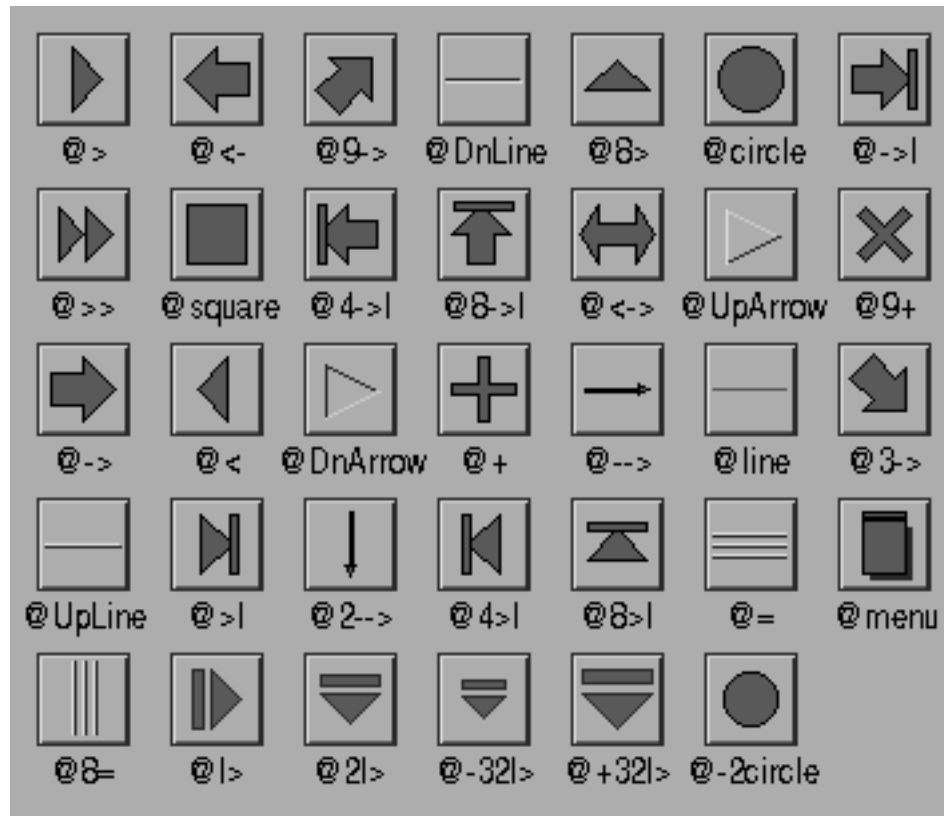 @> @<- @9-> @DnLine @8> @circle @->|
@>> @square @4->| @8->| @<-> @UpArrow @9+
@-> @< @DnArrow @+ @--> @line @3->
@UpLine @>| @2--> @4>| @8>| @= @menu
@8= @|> @2|> @-32|> @+32|> @-2circle